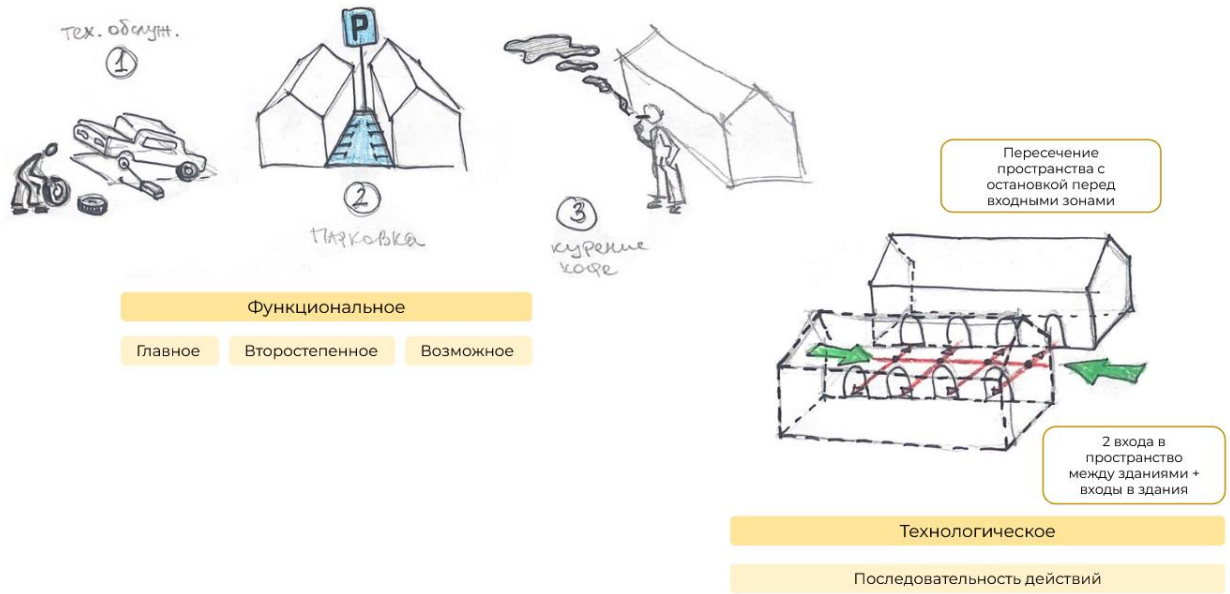 тех. обслуж.
1
P
2
Парковка
3
курение
кофе
Функциональное
Главное
Второстепенное
Возможное
Пересечение
пространства с
остановкой перед
входными зонами
2 входа в
пространство
между зданиями +
входы в здания
Технологическое
Последовательность действий